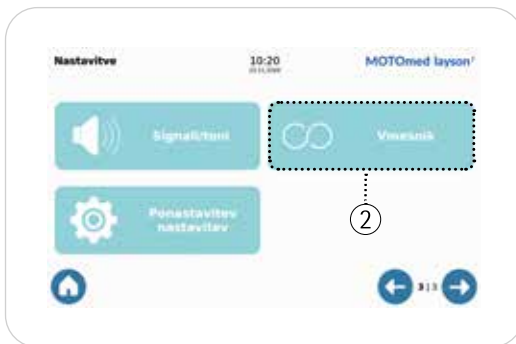 Nastavitve
10:20
MOTOmed layson'
Signali/toni
Vmesnik
2
Ponastavitev
nastavitev
3|3